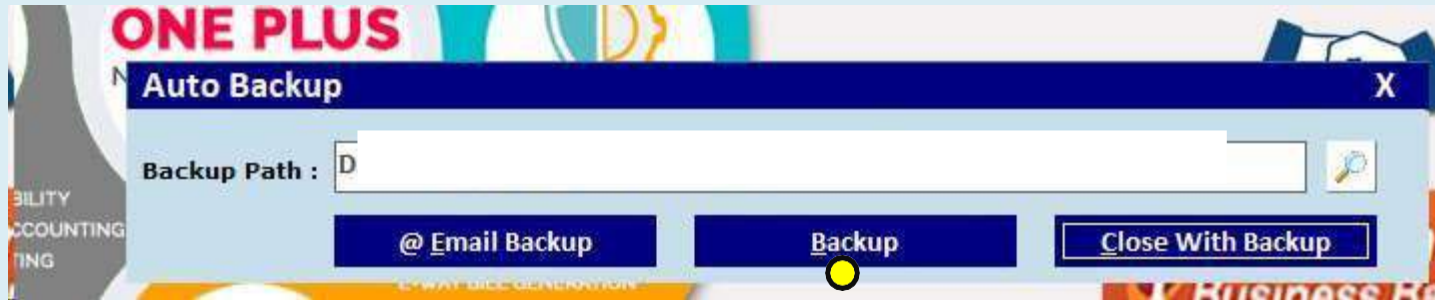 ONE PLUS
Auto Backup X
Backup Path : D
BILITY
CCOUNTING
TING
@ Email Backup Backup Close With Backup
E-WAY BILL GENERATION
Business